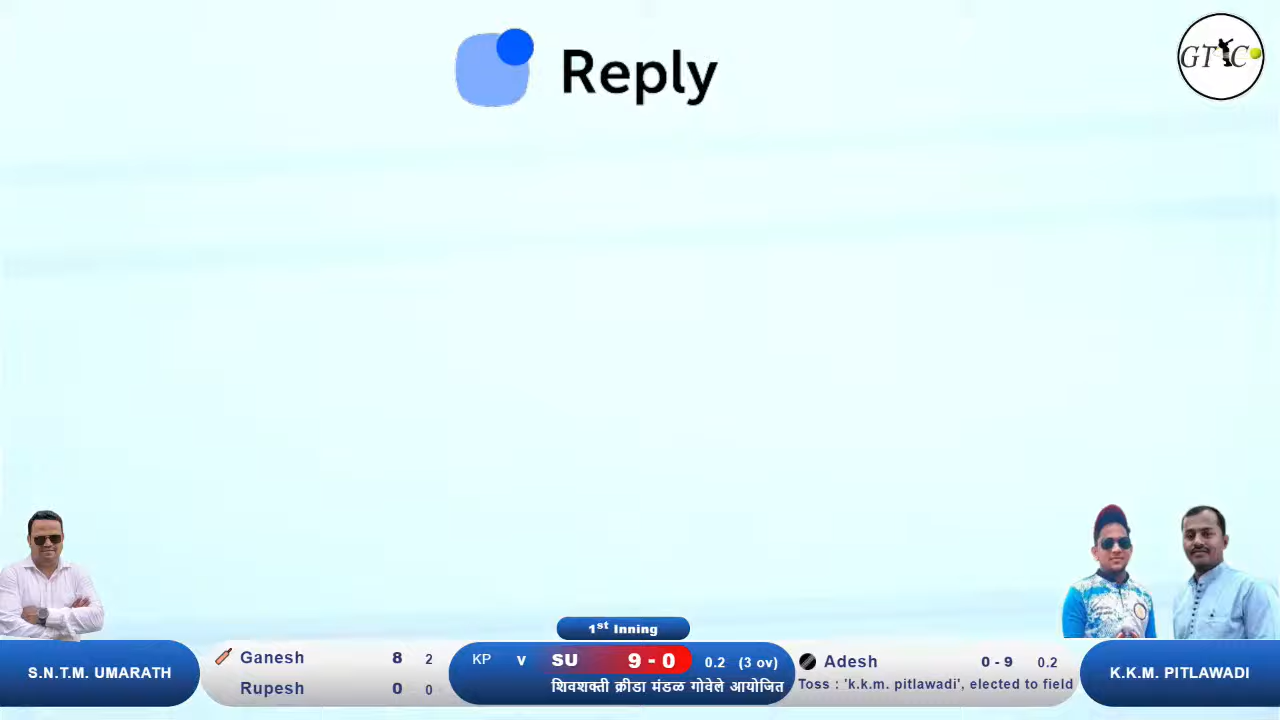 Reply
GTC
1st Inning
S.N.T.M. UMARATH
Ganesh 8 2
Rupesh 0 0
KP v SU 9 - 0 0.2 (3 ov)
शिवशक्ती क्रीडा मंडळ गोवेले आयोजित
Adesh 0 - 9 0.2
Toss : 'k.k.m. pitlawadi', elected to field
K.K.M. PITLAWADI